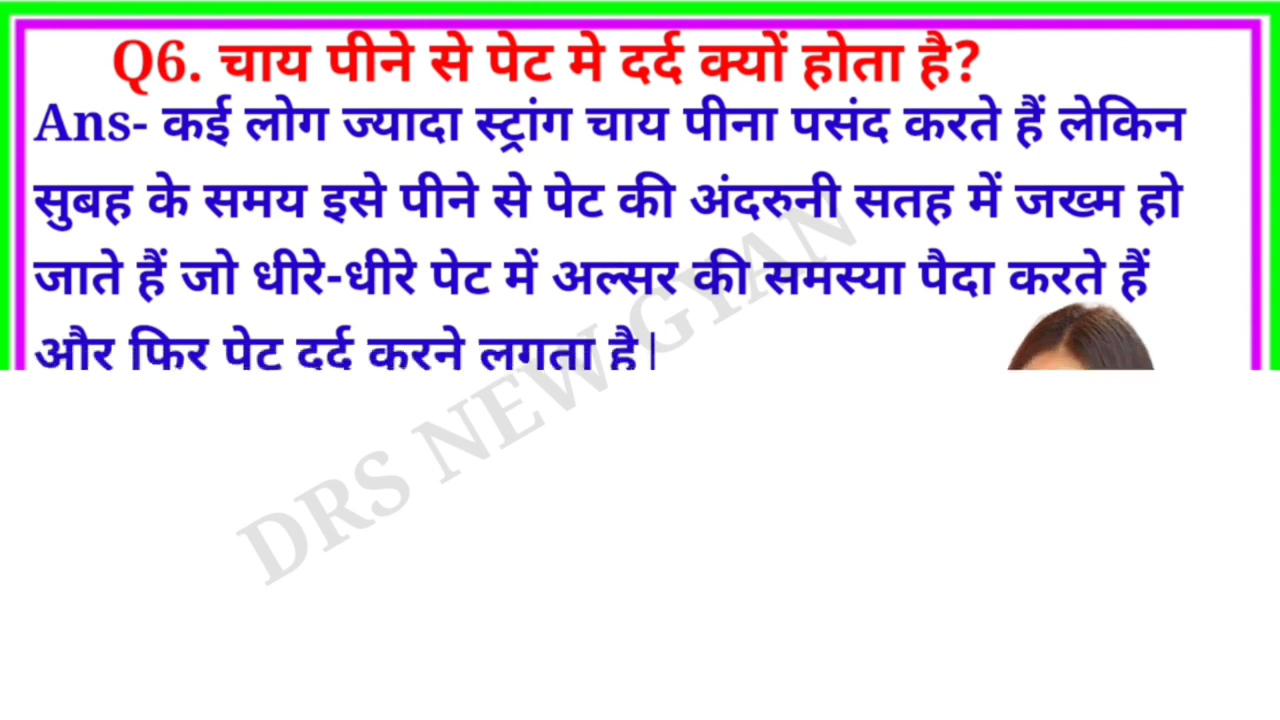 Q6. चाय पीने से पेट मे दर्द क्यों होता है?
Ans- कई लोग ज्यादा स्ट्रांग चाय पीना पसंद करते हैं लेकिन
सुबह के समय इसे पीने से पेट की अंदरुनी सतह में जख्म हो
जाते हैं जो धीरे-धीरे पेट में अल्सर की समस्या पैदा करते हैं
और फिर पेट दर्द करने लगता है|
DRS NEW GYAN